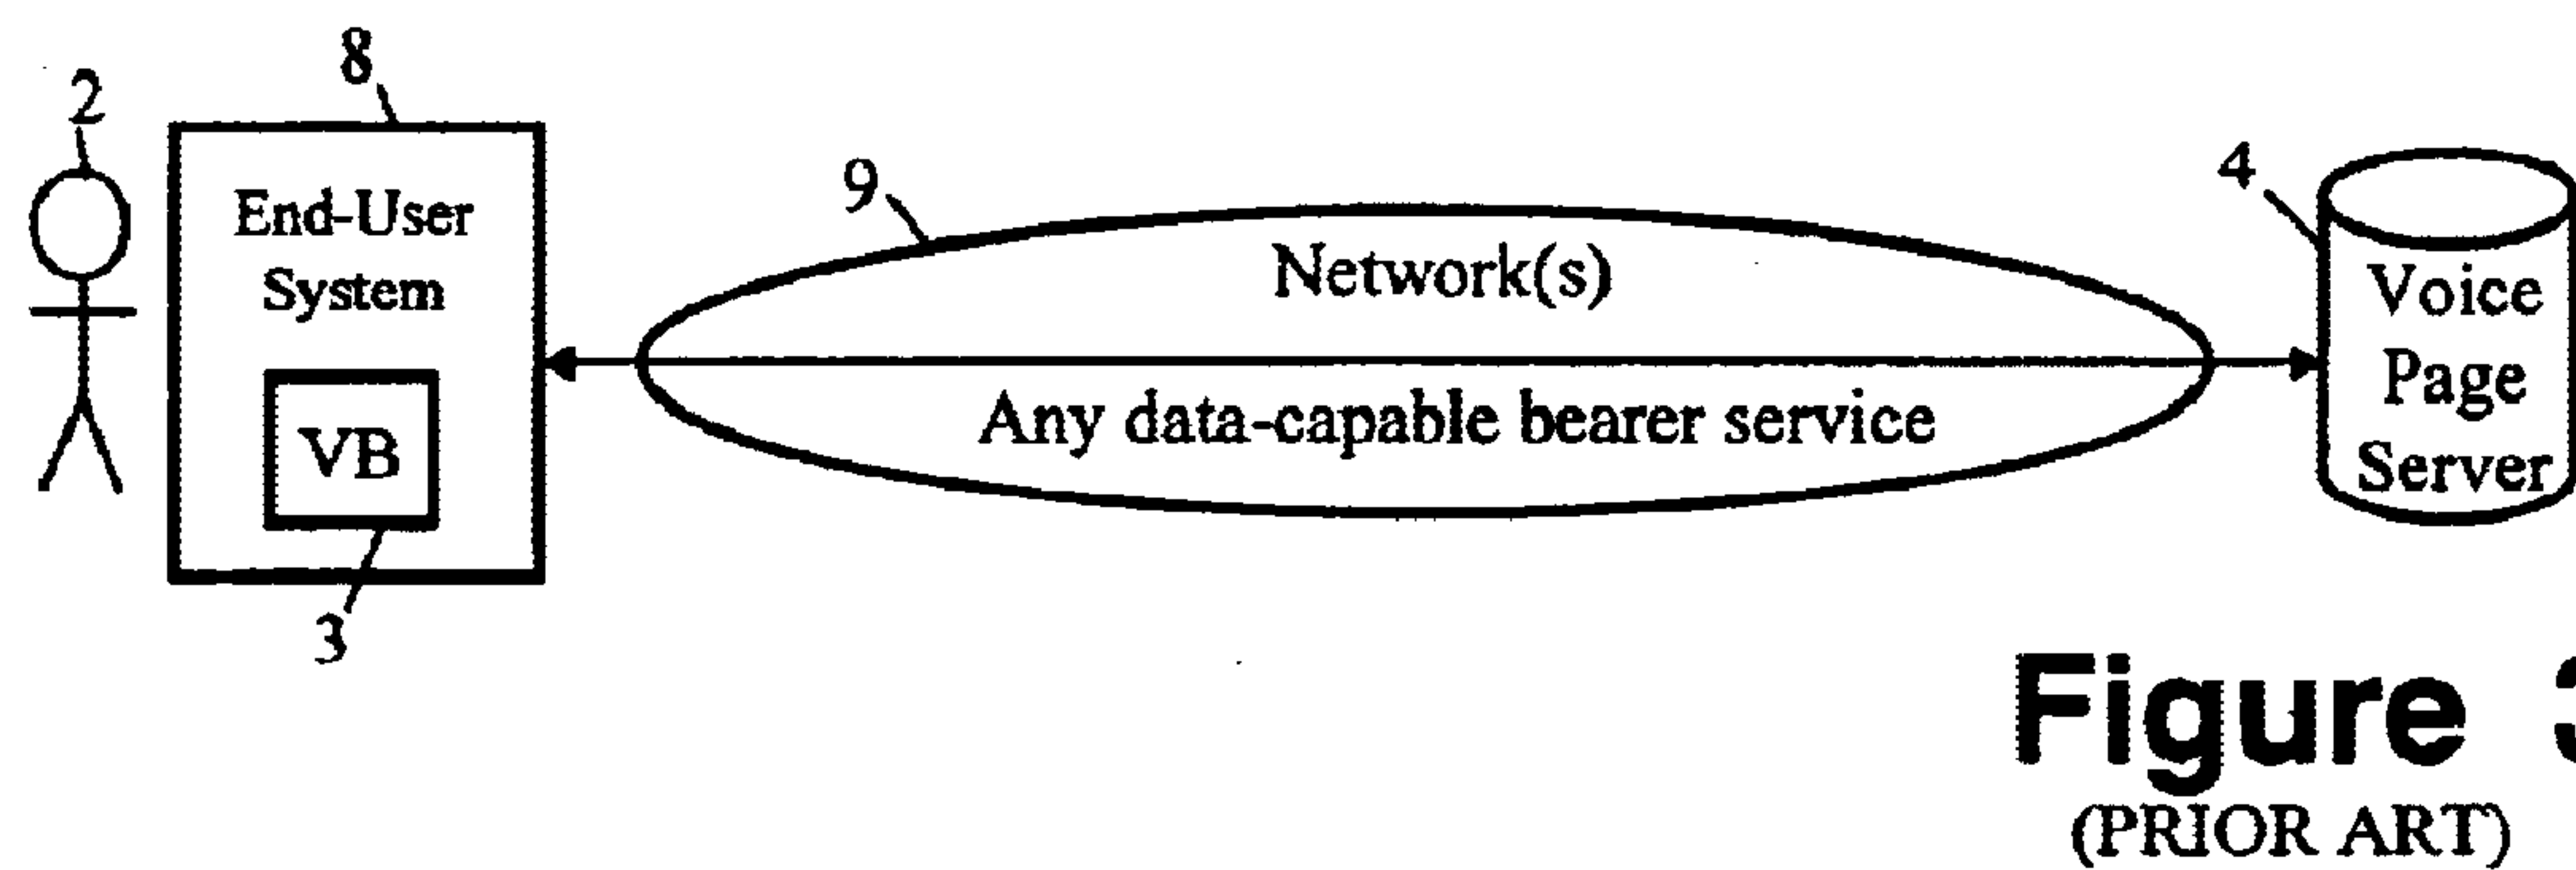 2
8
End-User
System
VB
3
9
Network(s)
Any data-capable bearer service
4
Voice
Page
Server
Figure 3
(PRIOR ART)